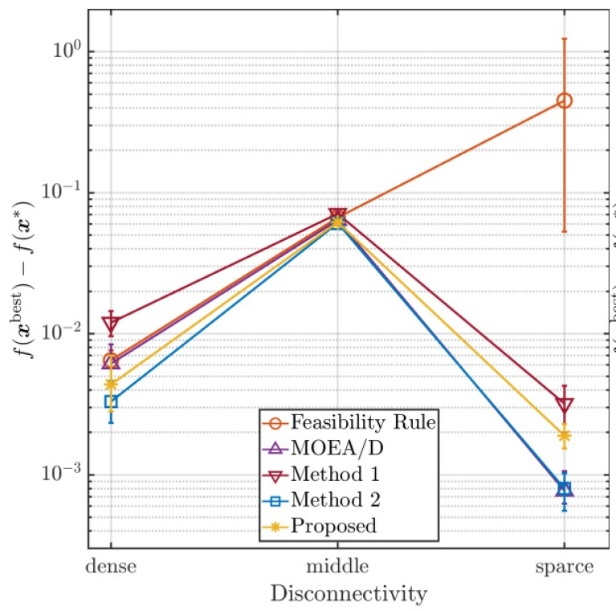 10^0
10^-1
10^-2
10^-3
f(x^best) − f(x^*)
Feasibility Rule
MOEA/D
Method 1
Method 2
Proposed
dense middle sparce
Disconnectivity